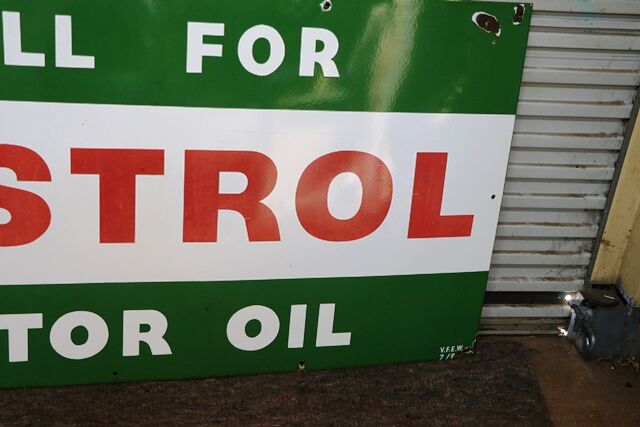 LL FOR
STROL
TOR OIL
V.F.E.W.
7/P